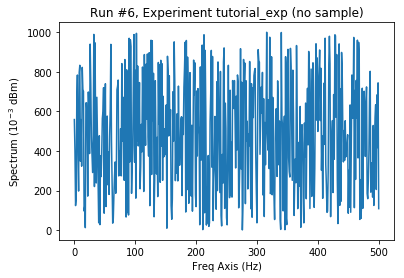 Run #6, Experiment tutorial_exp (no sample)
1000
800
600
400
200
0
Spectrum (10⁻³ dBm)
0 100 200 300 400 500
Freq Axis (Hz)